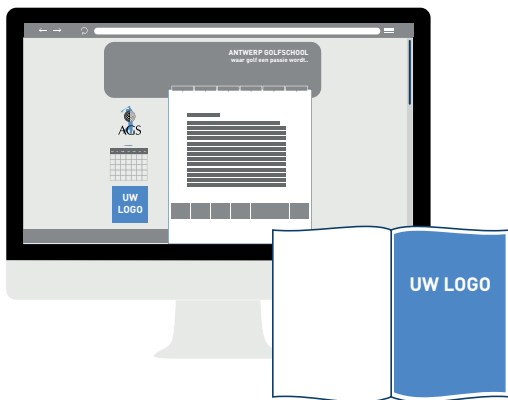 ANTWERP GOLFSCHOOL
waar golf een passie wordt..
AGS
UW
LOGO
UW LOGO